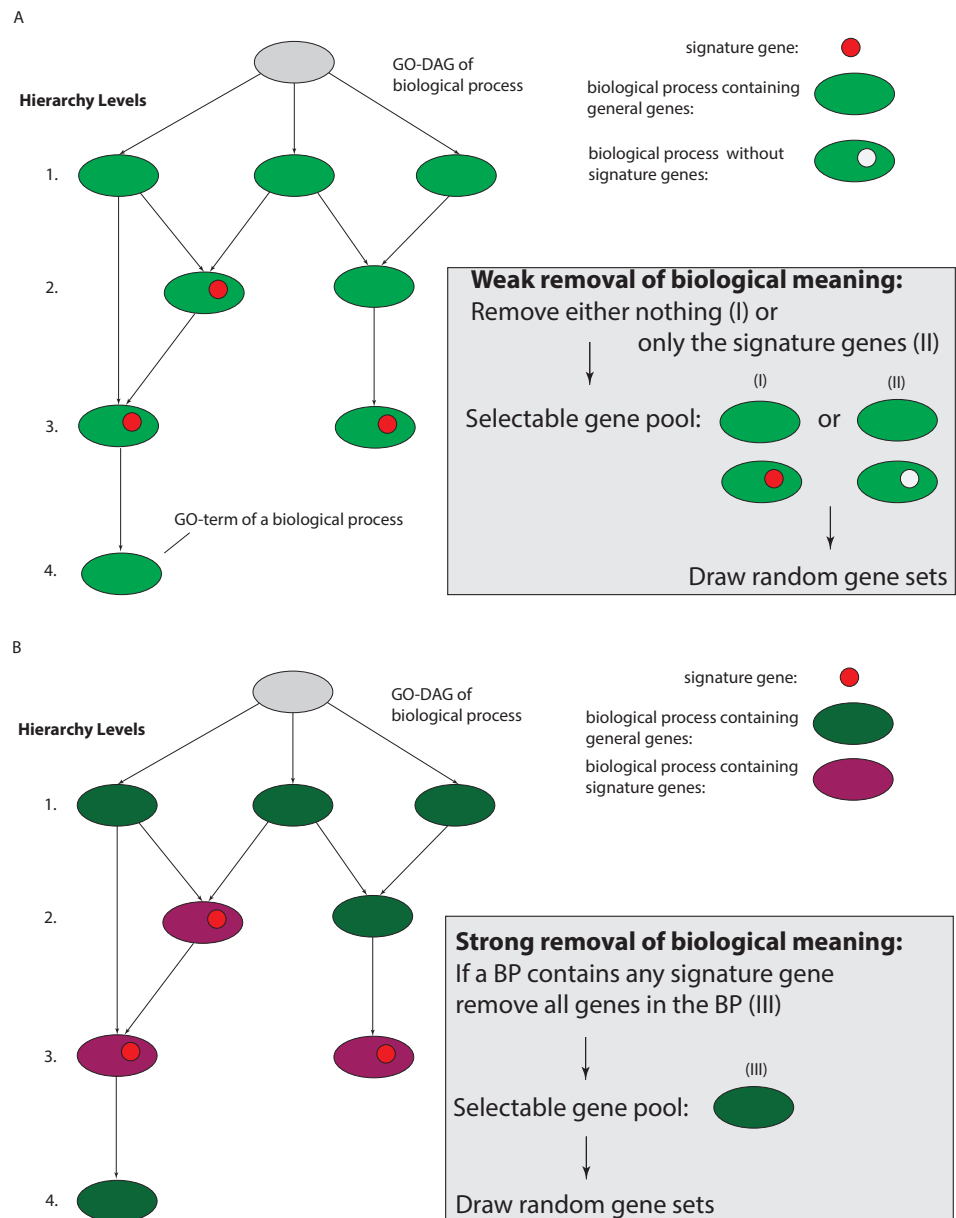 A
GO-DAG of
biological process
Hierarchy Levels
signature gene:
biological process containing
general genes:
biological process without
signature genes:
1.
2.
3.
4.
GO-term of a biological process
Weak removal of biological meaning:
Remove either nothing (I) or
only the signature genes (II)
(I)
(II)
Selectable gene pool:
or
Draw random gene sets
B
GO-DAG of
biological process
Hierarchy Levels
signature gene:
biological process containing
general genes:
biological process containing
signature genes:
1.
2.
3.
4.
Strong removal of biological meaning:
If a BP contains any signature gene
remove all genes in the BP (III)
(III)
Selectable gene pool:
Draw random gene sets